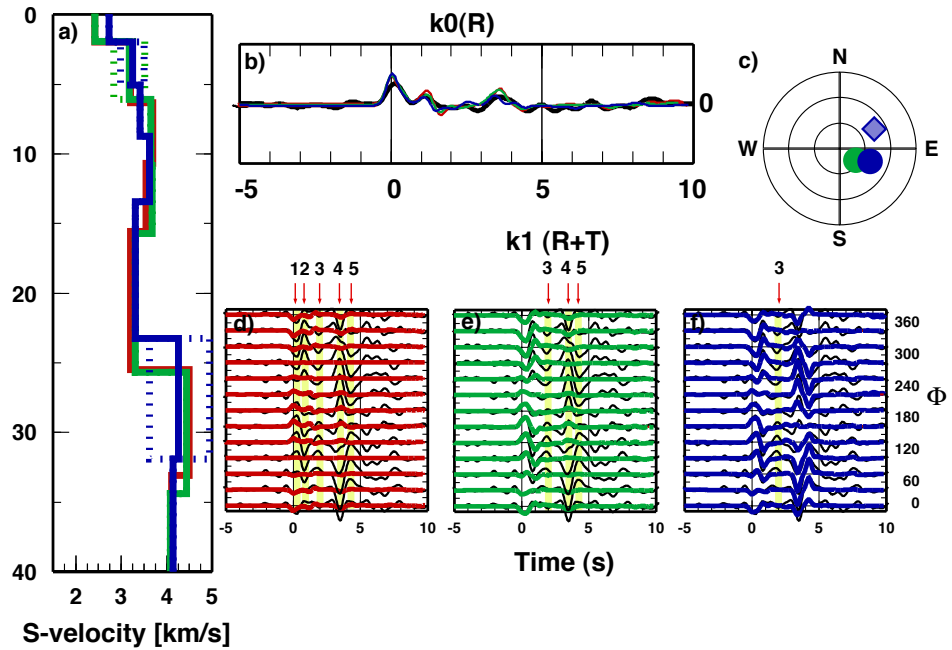 k0(R)
a)
0
10
20
30
40
2 3 4 5
S-velocity [km/s]
b)
0
-5 0 5 10
c)
N
W E
S
k1 (R+T)
1 2 3 4 5
3 4 5
3
d)
e)
f)
360
300
240
180
120
60
0
Φ
-5 0 5 10
-5 0 5 10
-5 0 5 10
Time (s)